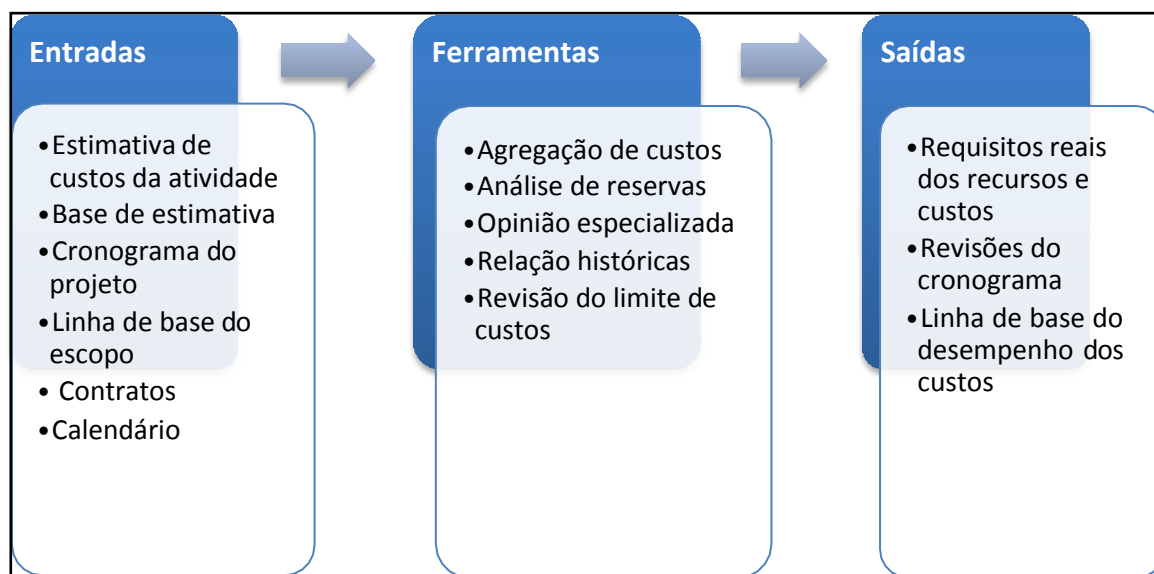 Entradas
•Estimativa de
custos da atividade
•Base de estimativa
•Cronograma do
projeto
•Linha de base do
escopo
• Contratos
•Calendário
Ferramentas
•Agregação de custos
•Análise de reservas
•Opinião especializada
•Relação históricas
•Revisão do limite de
custos
Saídas
•Requisitos reais
dos recursos e
custos
•Revisões do
cronograma
•Linha de base do
desempenho dos
custos